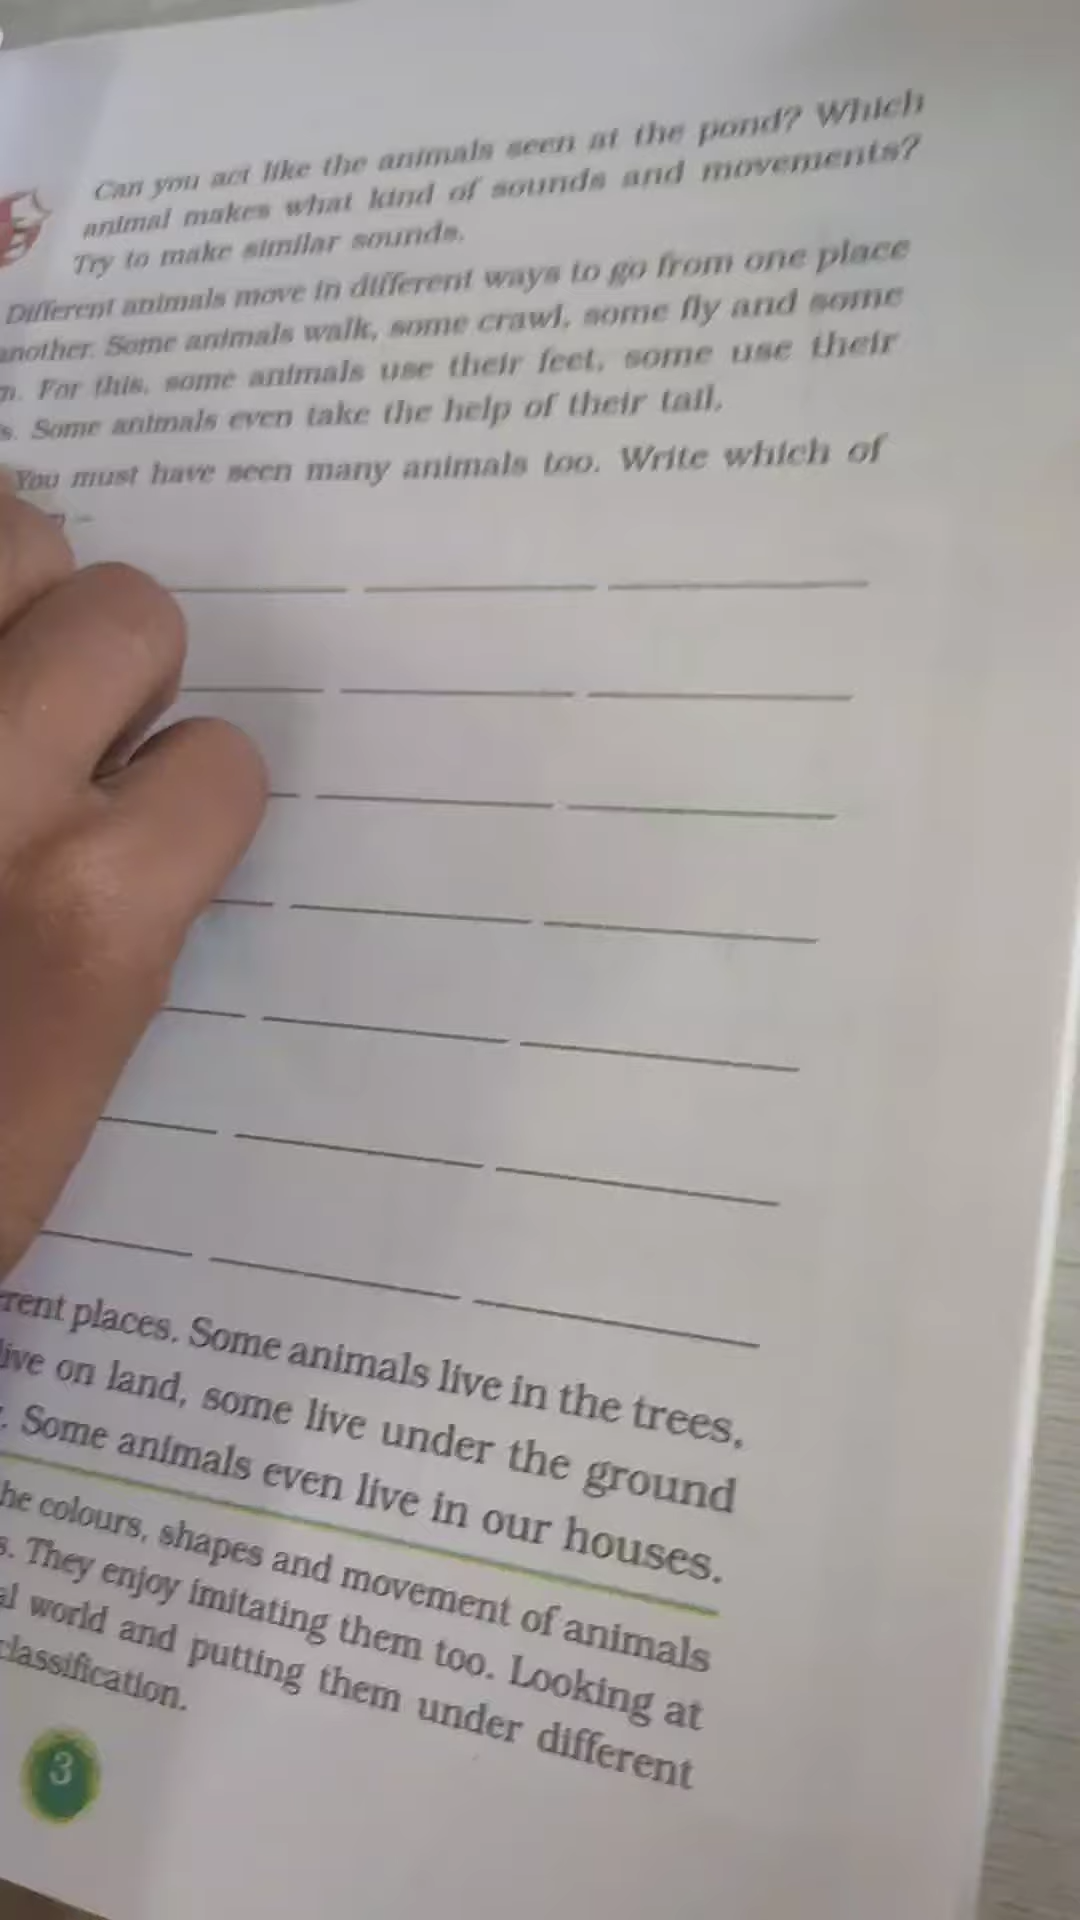 Can you act like the animals seen at the pond? Which
animal makes what kind of sounds and movements?
Try to make similar sounds.
Different animals move in different ways to go from one place
another. Some animals walk, some crawl, some fly and some
For this, some animals use their feet, some use their
Some animals even take the help of their tail.
You must have seen many animals too. Write which of
places. Some animals live in the trees,
on land, some live under the ground
Some animals even live in our houses.
colours, shapes and movement of animals
They enjoy imitating them too. Looking at
world and putting them under different
classification.
3